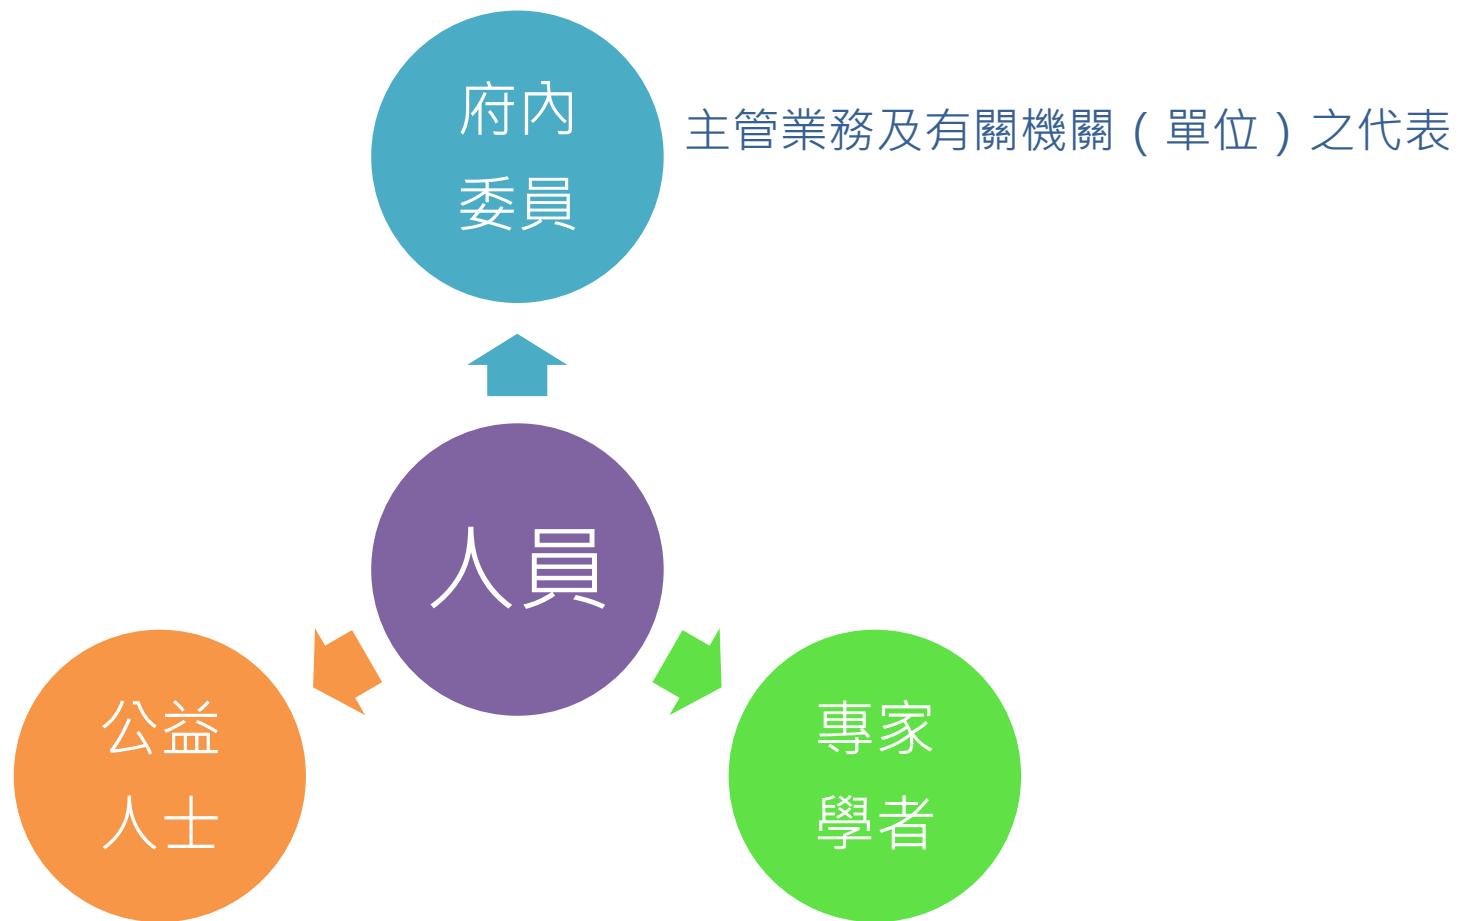 府內
委員
主管業務及有關機關(單位)之代表
人員
公益
人士
專家
學者